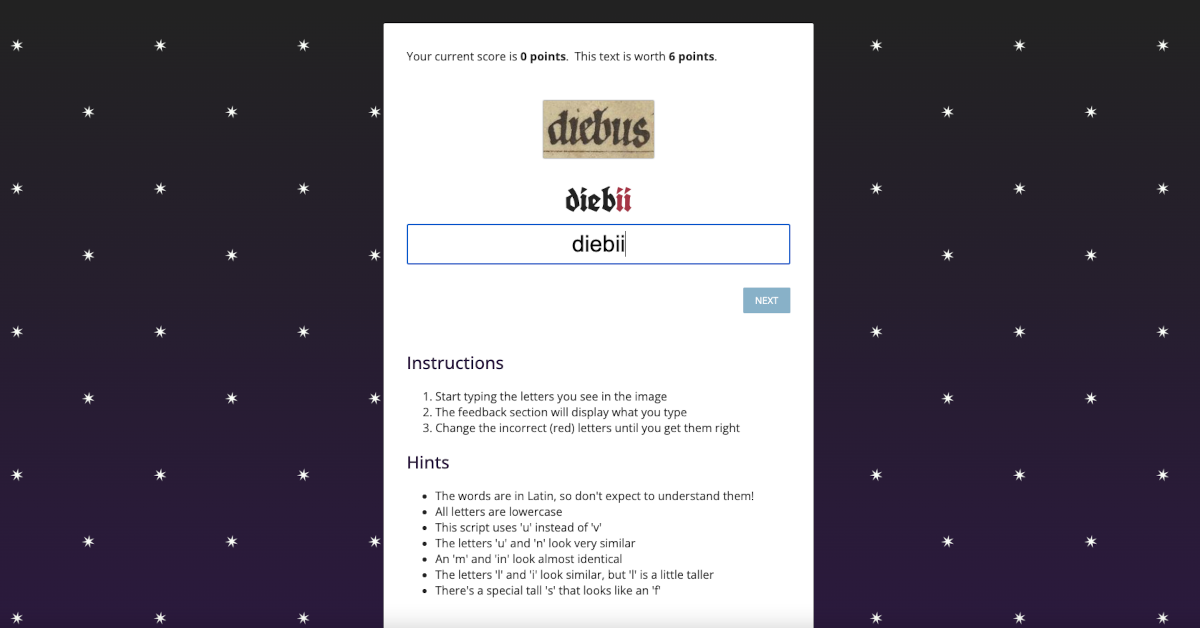 Your current score is 0 points. This text is worth 6 points.
diebus
diebii
diebii
NEXT
Instructions
1. Start typing the letters you see in the image
2. The feedback section will display what you type
3. Change the incorrect (red) letters until you get them right
Hints
• The words are in Latin, so don't expect to understand them!
• All letters are lowercase
• This script uses 'u' instead of 'v'
• The letters 'u' and 'n' look very similar
• An 'm' and 'in' look almost identical
• The letters 'l' and 'i' look similar, but 'l' is a little taller
• There's a special tall 's' that looks like an 'f'